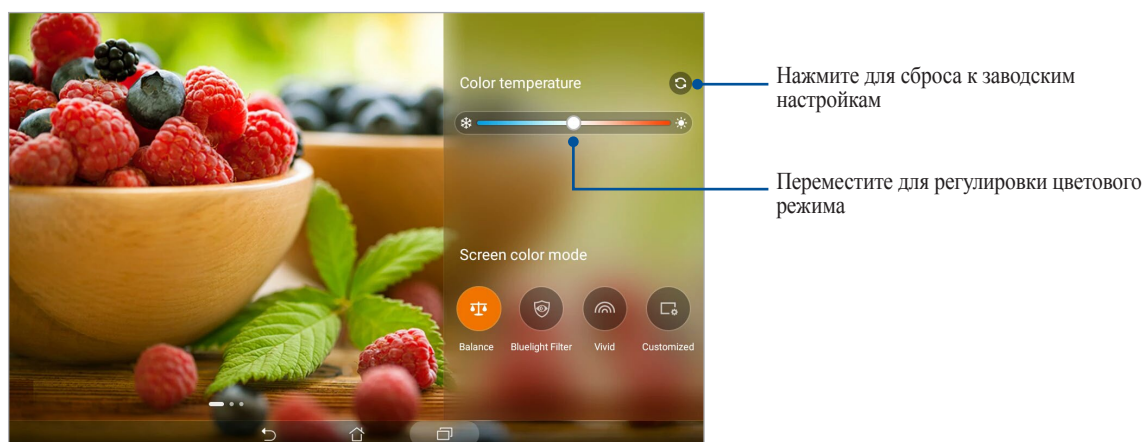 Color temperature
Нажмите для сброса к заводским
настройкам
Переместите для регулировки цветового
режима
Screen color mode
Balance Bluelight Filter Vivid Customized